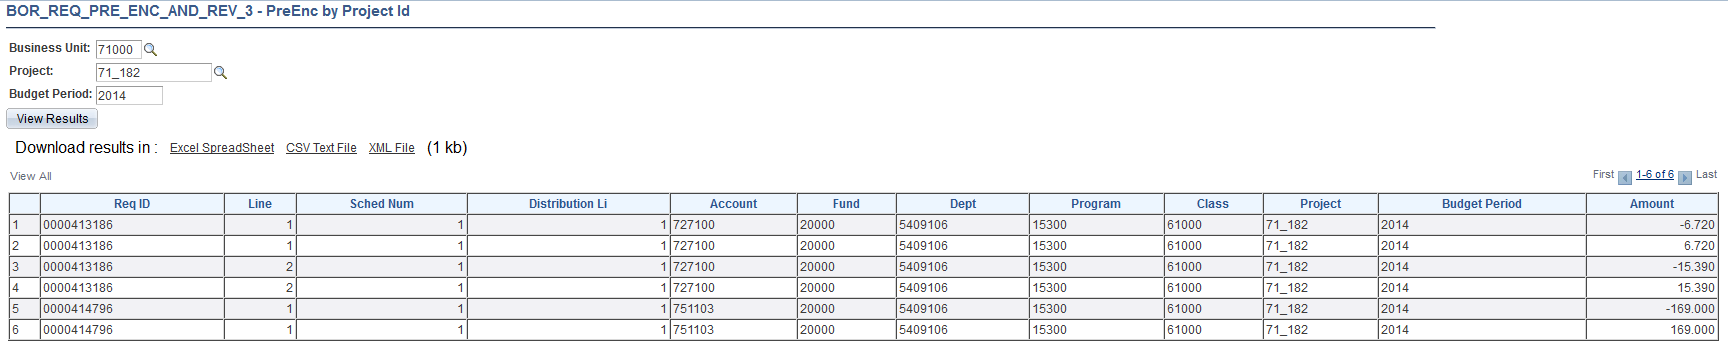 BOR_REQ_PRE_ENC_AND_REV_3 - PreEnc by Project Id
Business Unit: 71000
Project: 71_182
Budget Period: 2014
View Results
Download results in : Excel SpreadSheet CSV Text File XML File (1 kb)
View All First 1-6 of 6 Last
Req ID Line Sched Num Distribution Li Account Fund Dept Program Class Project Budget Period Amount
1 0000413186 1 1 1 727100 20000 5409106 15300 61000 71_182 2014 -6.720
2 0000413186 1 1 1 727100 20000 5409106 15300 61000 71_182 2014 6.720
3 0000413186 2 1 1 727100 20000 5409106 15300 61000 71_182 2014 -15.390
4 0000413186 2 1 1 727100 20000 5409106 15300 61000 71_182 2014 15.390
5 0000414796 1 1 1 751103 20000 5409106 15300 61000 71_182 2014 -169.000
6 0000414796 1 1 1 751103 20000 5409106 15300 61000 71_182 2014 169.000